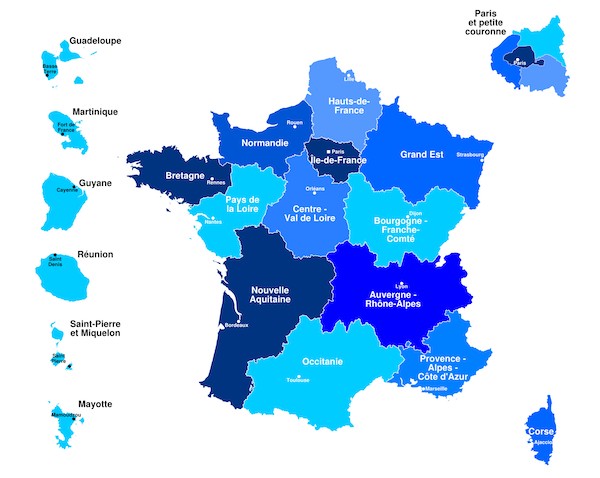 Paris
et petite
couronne
Paris
Guadeloupe
Basse
Terre
Martinique
Fort de
France
Guyane
Cayenne
Réunion
Saint
Denis
Saint-Pierre
et Miquelon
Saint
Pierre
Mayotte
Mamoudzou
Lille
Hauts-de-
France
Rouen
Normandie
Paris
Île-de-France
Grand Est
Strasbourg
Bretagne
Rennes
Pays de
la Loire
Nantes
Orléans
Centre -
Val de Loire
Dijon
Bourgogne -
Franche-
Comté
Nouvelle
Aquitaine
Bordeaux
Lyon
Auvergne -
Rhône-Alpes
Occitanie
Toulouse
Provence -
Alpes -
Côte d'Azur
Marseille
Corse
Ajaccio